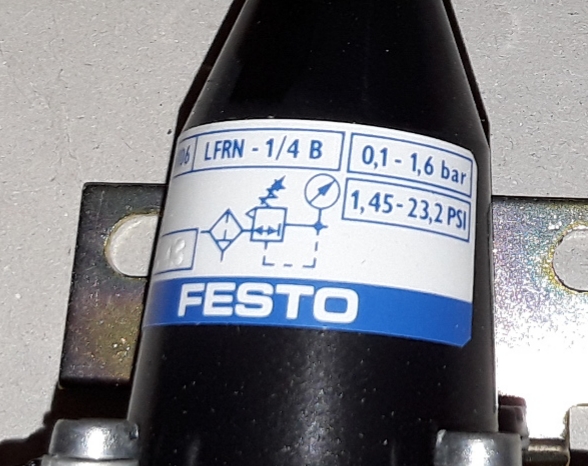 LFRN - 1/4 B
0,1 - 1,6 bar
1,45-23,2 PSI
FESTO